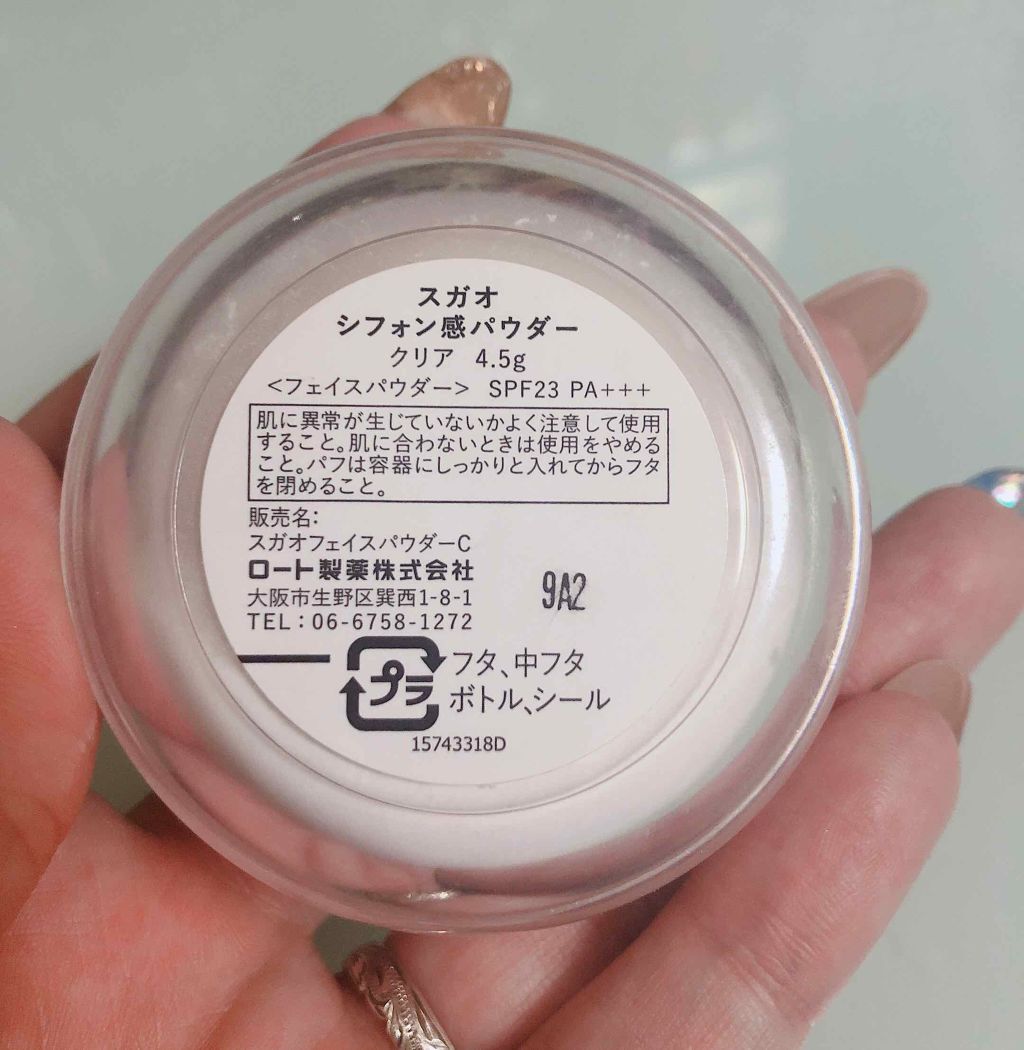 スガオ
シフォン感パウダー
クリア 4.5g
<フェイスパウダー> SPF23 PA+++
肌に異常が生じていないかよく注意して使用
すること。肌に合わないときは使用をやめる
こと。パフは容器にしっかりと入れてからフタ
を閉めること。
販売名:
スガオフェイスパウダーC
ロート製薬株式会社
大阪市生野区巽西1-8-1
9A2
TEL:06-6758-1272
プラ
フタ、中フタ
ボトル、シール
15743318D